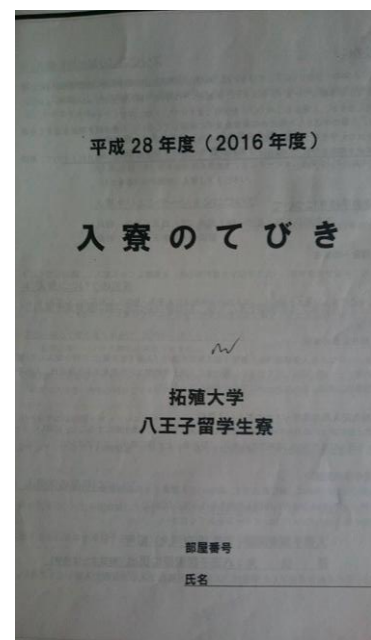 平成28年度（2016年度）
入寮のてびき
拓殖大学
八王子留学生寮
部屋番号
氏名